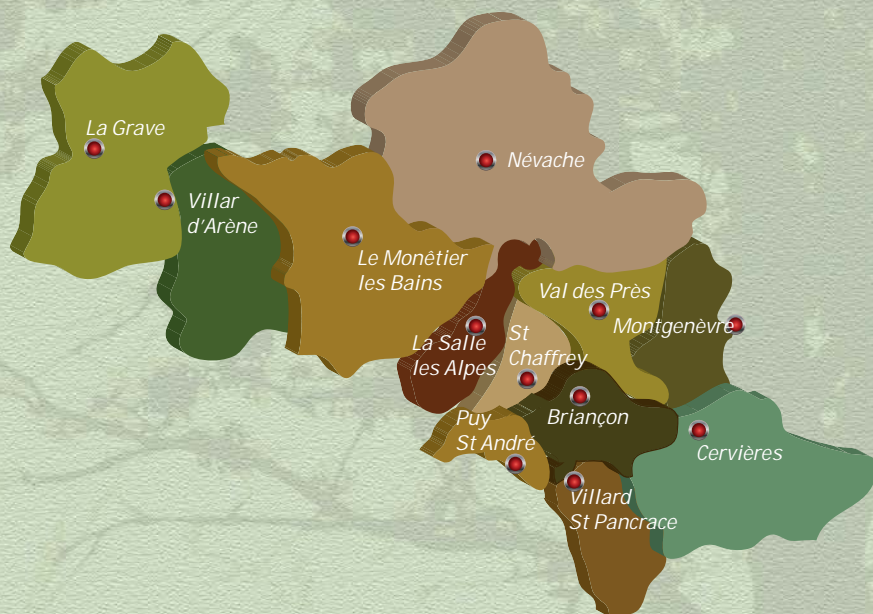 La Grave
Névache
Villar
d'Arène
Le Monêtier
les Bains
Val des Près
Montgenèvre
St
Chaffrey
La Salle
les Alpes
Puy
St André
Briançon
Cervières
Villard
St Pancrace